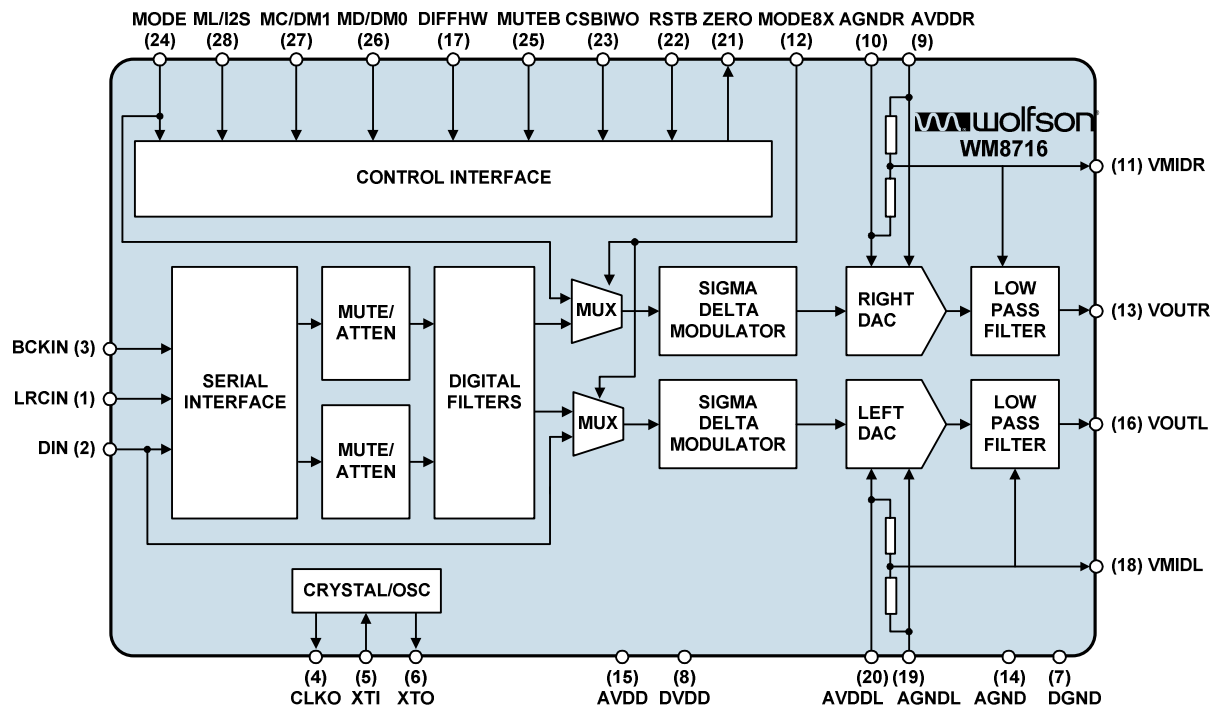 MODE ML/I2S MC/DM1 MD/DM0 DIFFHW MUTEB CSBIWO RSTB ZERO MODE8X AGNDR AVDDR
(24) (28) (27) (26) (17) (25) (23) (22) (21) (12) (10) (9)
wolfson
WM8716
CONTROL INTERFACE
(11) VMIDR
MUTE/
ATTEN
MUX
SIGMA
DELTA
MODULATOR
RIGHT
DAC
LOW
PASS
FILTER
(13) VOUTR
BCKIN (3)
LRCIN (1)
DIN (2)
SERIAL
INTERFACE
DIGITAL
FILTERS
MUTE/
ATTEN
MUX
SIGMA
DELTA
MODULATOR
LEFT
DAC
LOW
PASS
FILTER
(16) VOUTL
(18) VMIDL
CRYSTAL/OSC
(4) (5) (6) (15) (8) (20) (19) (14) (7)
CLKO XTI XTO AVDD DVDD AVDDL AGNDL AGND DGND